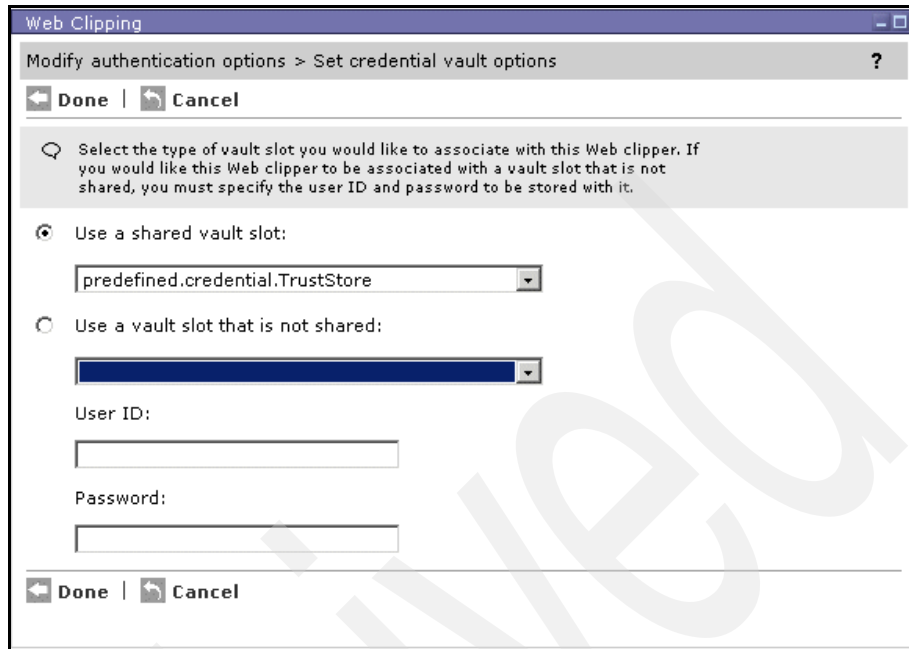 Web Clipping
Modify authentication options > Set credential vault options ?
Done | Cancel
Select the type of vault slot you would like to associate with this Web clipper. If
you would like this Web clipper to be associated with a vault slot that is not
shared, you must specify the user ID and password to be stored with it.
Use a shared vault slot:
predefined.credential.TrustStore
Use a vault slot that is not shared:
User ID:
Password:
Done | Cancel